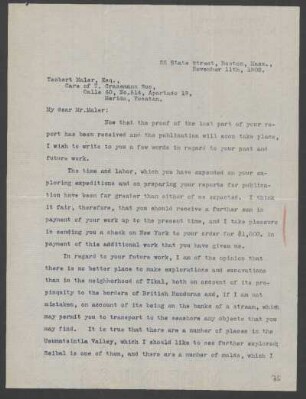 50 State Street, Boston, Mass.,
November 11th, 1902.
Teobert Maler, Esq.,
Care of T. Crasemann Suc,
Calle 60, No.514, Apartado 15,
Merida, Yucatan.
My dear Mr.Maler:
Now that the proof of the last part of your re-
port has been received and the publication will soon take place,
I wish to write to you a few words in regard to your past and
future work.
The time and labor, which you have expended on your ex-
ploring expeditions and on preparing your reports for publica-
tion have been far greater than either of us expected. I think
it fair, therefore, that you should receive a further sum in
payment of your work up to the present time, and I take pleasure
in sending you a check on New York to your order for $1,000, in
payment of this additional work that you have given us.
In regard to your future work, I am of the opinion that
there is no better place to make explorations and excavations
than in the neighborhood of Tikal, both on account of its pro-
pinquity to the borders of British Honduras and, if I am not
mistaken, on account of its being on the banks of a stream, which
may permit you to transport to the seashore any objects that you
may find. It is true that there are a number of places in the
Usumatsintla Valley, which I should like to see further explored;
Seibal is one of them, and there are a number of which I